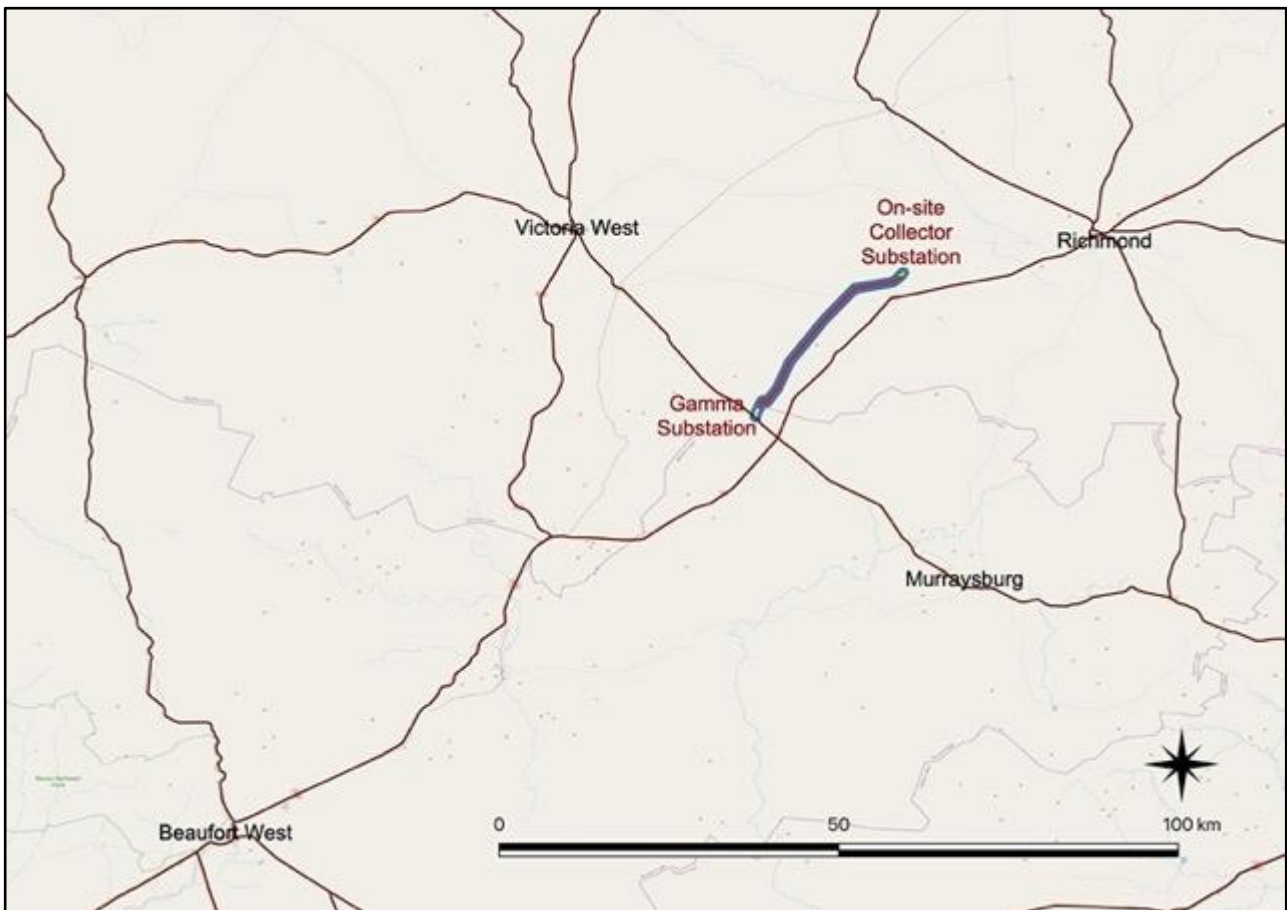 Victoria West
On-site
Collector
Substation
Richmond
Gamma
Substation
Murraysburg
Beaufort West
0
50
100 km